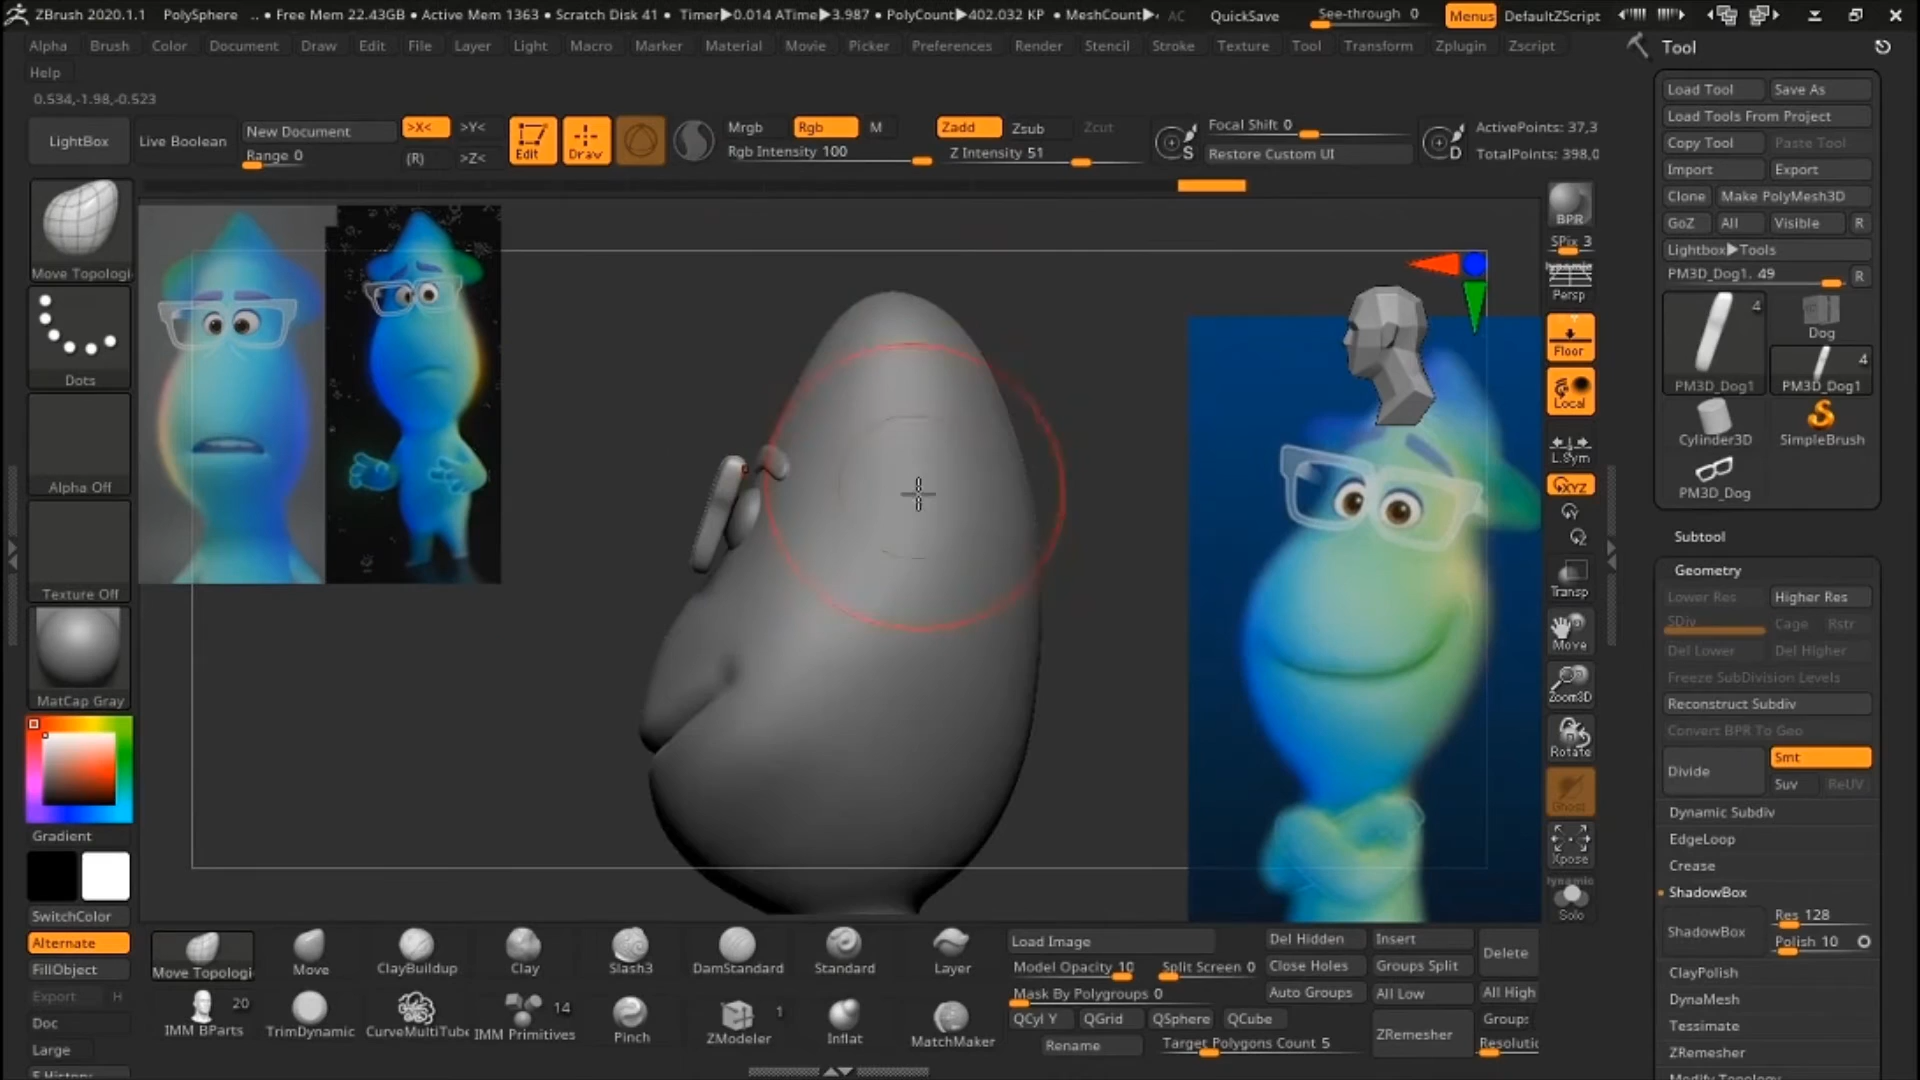 ZBrush 2020.1.1 PolySphere .. • Free Mem 22.43GB • Active Mem 1363 • Scratch Disk 41 • Timer▶0.014 ATime▶3.987 • PolyCount▶402.032 KP • MeshCount▶ AC QuickSave See-through 0 Menus DefaultZScript
Alpha Brush Color Document Draw Edit File Layer Light Macro Marker Material Movie Picker Preferences Render Stencil Stroke Texture Tool Transform Zplugin Zscript
Help
0.534,-1.98,-0.523
LightBox
Live Boolean
New Document
Range 0
>X< >Y<
(R) >Z<
Edit
Draw
Mrgb Rgb M
Rgb Intensity 100
Zadd Zsub Zcut
Z Intensity 51
S
Focal Shift 0
Restore Custom UI
D
ActivePoints: 37,3
TotalPoints: 398,0
Move Topologi
Dots
Alpha Off
Texture Off
MatCap Gray
Gradient
SwitchColor
Alternate
FillObject
Export H
Doc
Large
BPR
SPix 3
Dynamic
Persp
Floor
Local
L.Sym
XYZ
Y
Z
Transp
Move
Zoom3D
Rotate
Ghost
Xpose
Dynamic
Solo
Tool
Load Tool Save As
Load Tools From Project
Copy Tool Paste Tool
Import Export
Clone Make PolyMesh3D
GoZ All Visible R
Lightbox▶Tools
PM3D_Dog1. 49 R
4
Dog
4
PM3D_Dog1 PM3D_Dog1
Cylinder3D SimpleBrush
PM3D_Dog
Subtool
Geometry
Lower Res Higher Res
SDiv Cage Rstr
Del Lower Del Higher
Freeze SubDivision Levels
Reconstruct Subdiv
Convert BPR To Geo
Divide
Smt
Suv ReUV
Dynamic Subdiv
EdgeLoop
Crease
ShadowBox
ShadowBox
Res 128
Polish 10
ClayPolish
DynaMesh
Tessimate
ZRemesher
Modify Topology
Move Topologi Move ClayBuildup Clay Slash3 DamStandard Standard Layer
20 14 1
IMM BParts TrimDynamic CurveMultiTube IMM Primitives Pinch ZModeler Inflat MatchMaker
Load Image
Model Opacity 10 Split Screen 0
Mask By Polygroups 0
QCyl Y QGrid QSphere QCube
Rename
Target Polygons Count 5
Del Hidden Insert
Close Holes Groups Split
Delete
Auto Groups All Low All High
ZRemesher
Groups